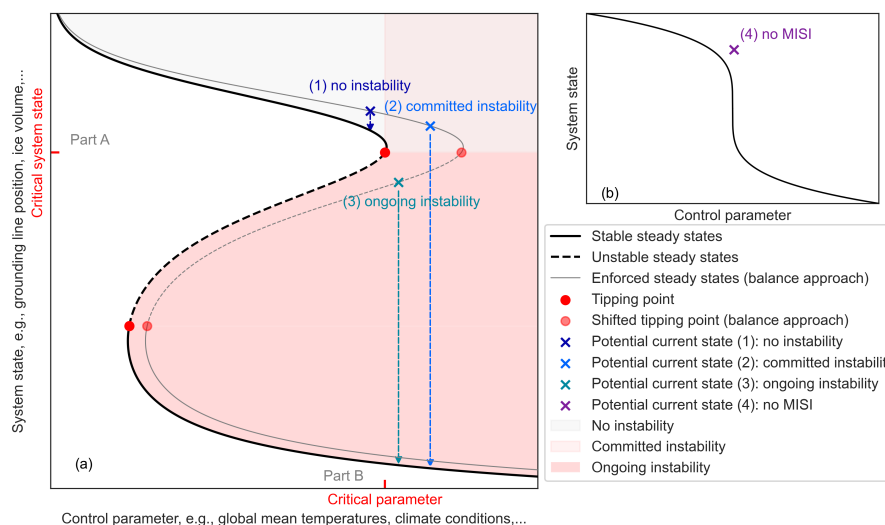 System state, e.g., grounding line position, ice volume,...
Critical system state
Part A
(1) no instability
(2) committed instability
(3) ongoing instability
(a)
Part B
Critical parameter
Control parameter, e.g., global mean temperatures, climate conditions,...
System state
(4) no MISI
(b)
Control parameter
Stable steady states
Unstable steady states
Enforced steady states (balance approach)
Tipping point
Shifted tipping point (balance approach)
Potential current state (1): no instability
Potential current state (2): committed instabilit
Potential current state (3): ongoing instability
Potential current state (4): no MISI
No instability
Committed instability
Ongoing instability